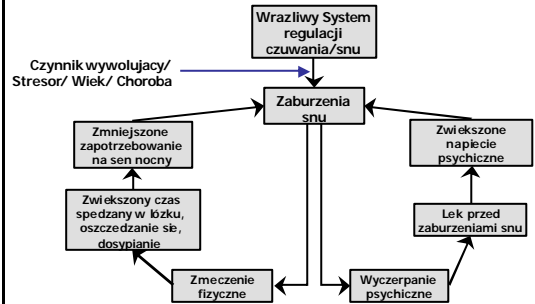 Wrazliwy System
regulacji
czuwania/snu
Czynnik wywolujacy/
Stresor/ Wiek/ Choroba
Zaburzenia
snu
Zmniejszone
zapotrzebowanie
na sen nocny
Zwiekszone
napiecie
psychiczne
Zwiekszony czas
spedzany w lózku,
oszczedzanie sie,
dosypianie
Lek przed
zaburzeniami snu
Zmeczenie
fizyczne
Wyczerpanie
psychiczne